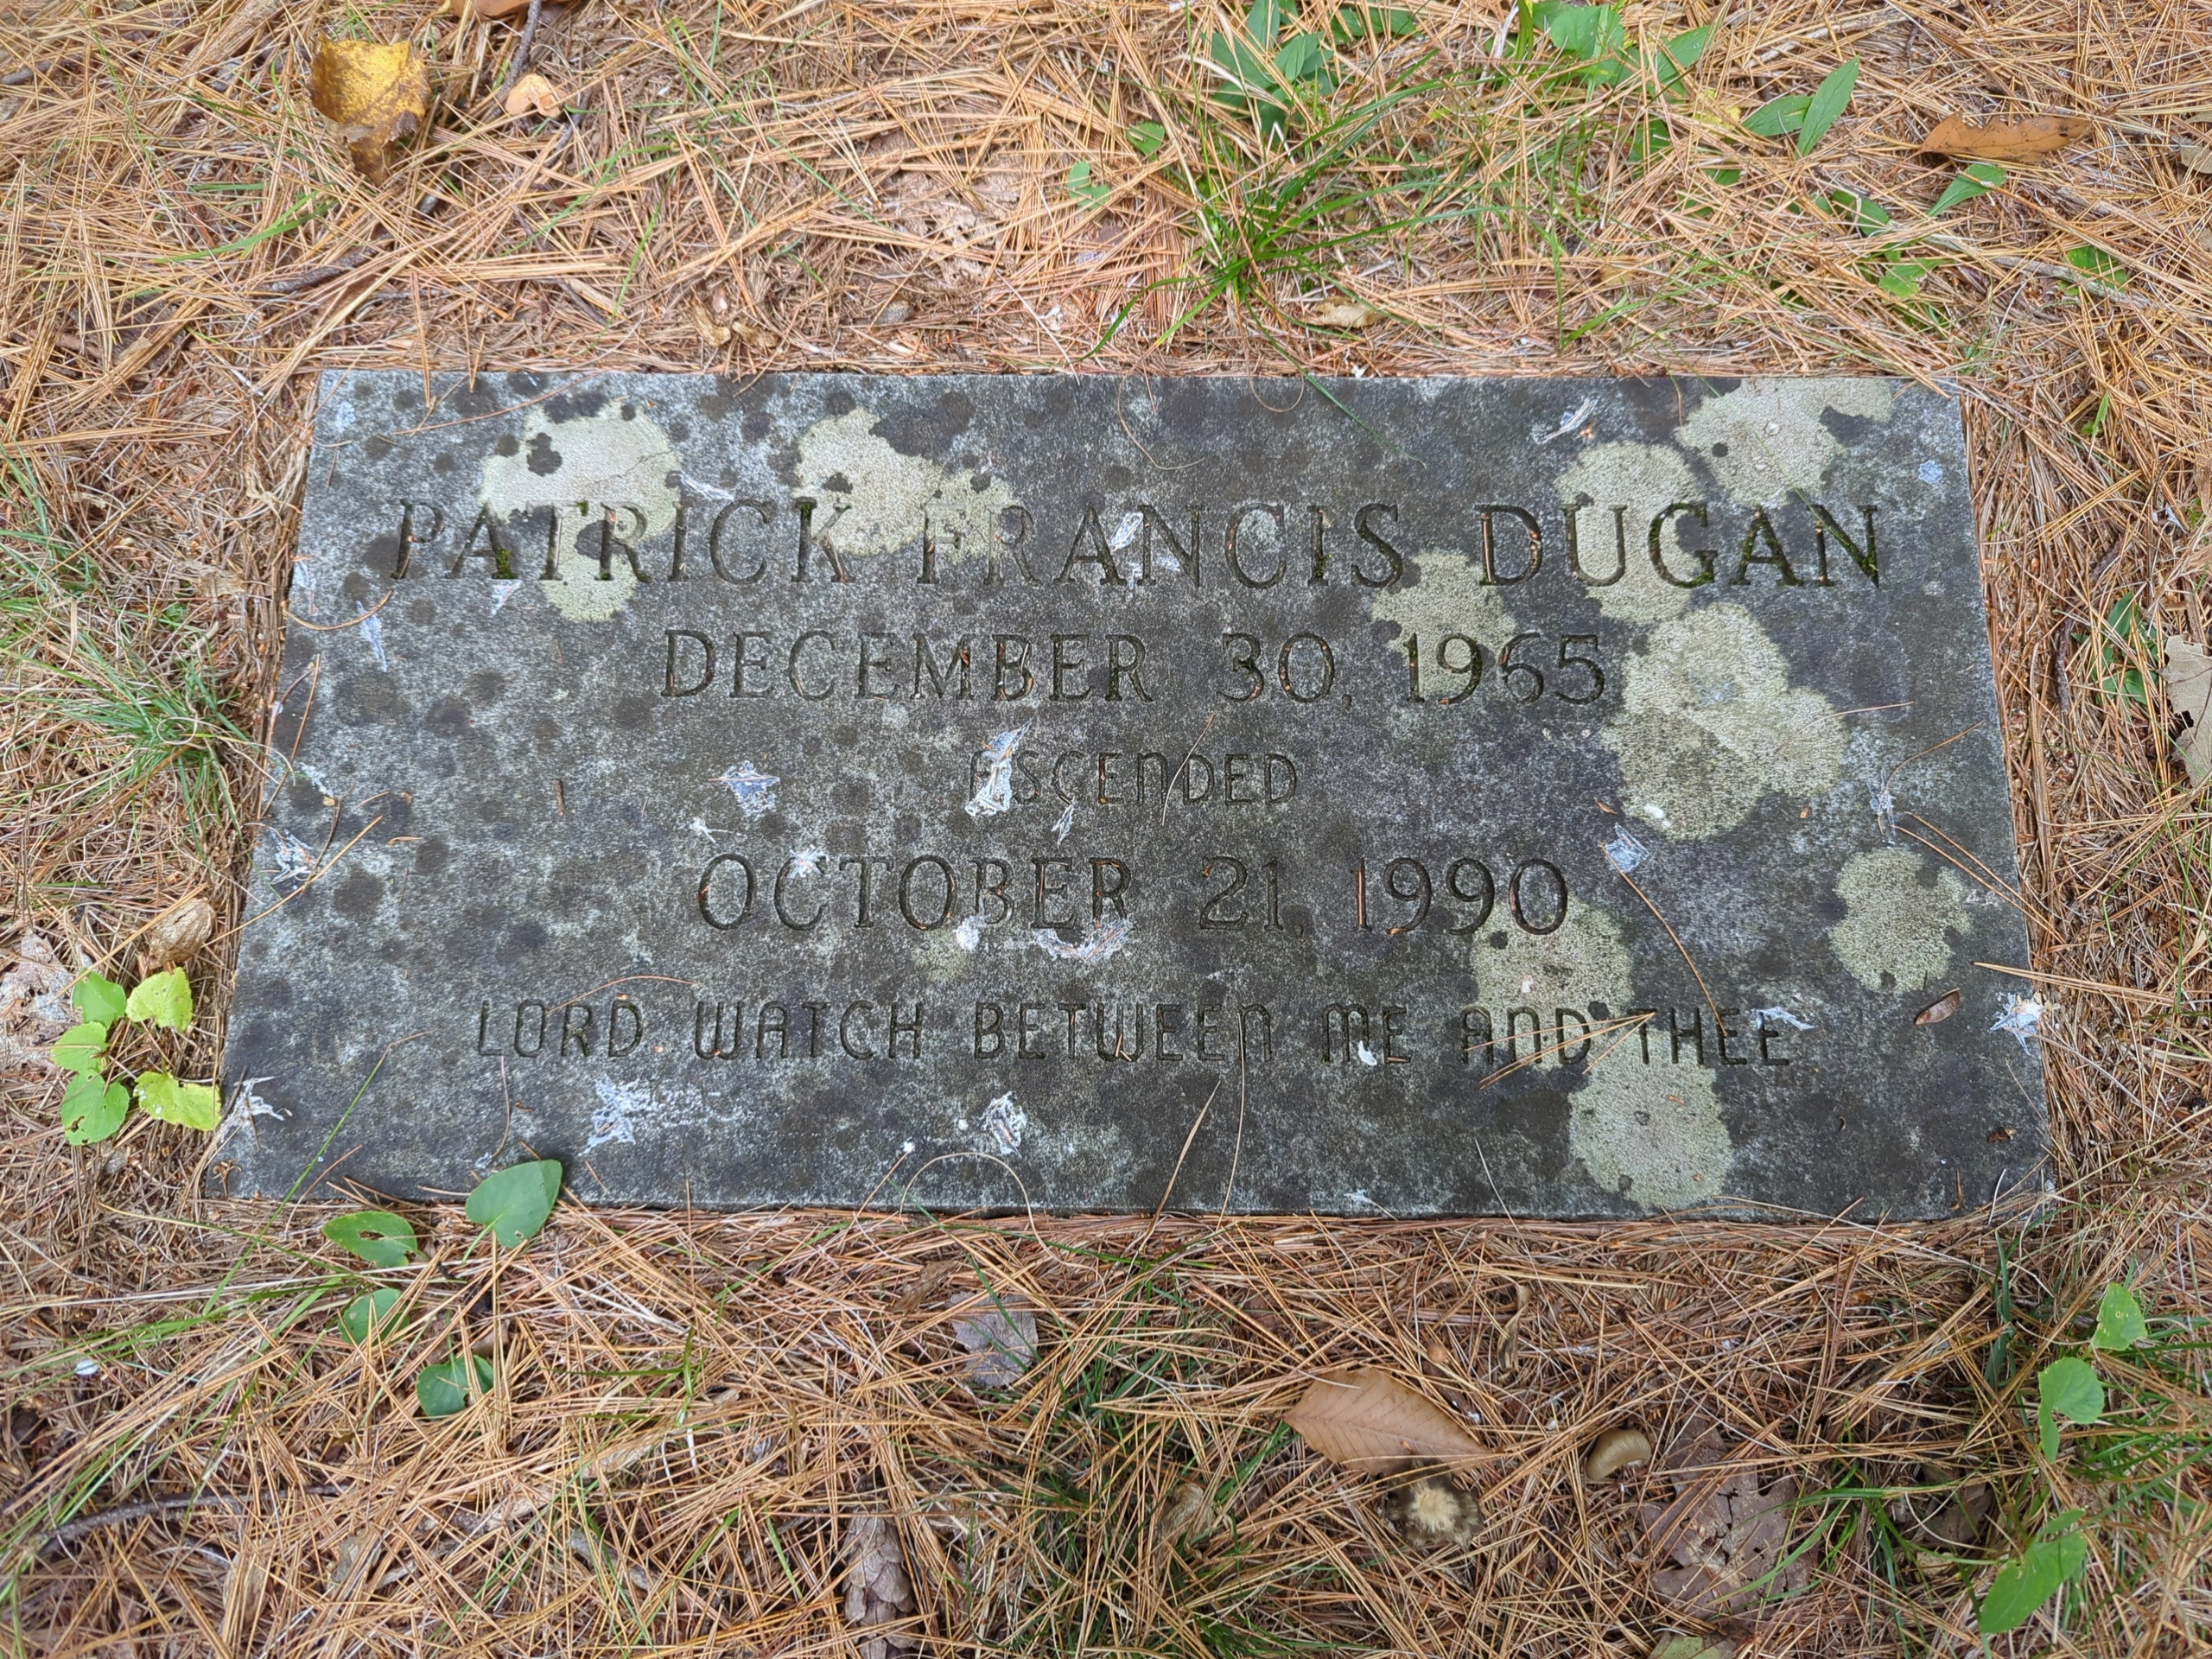 PATRICK FRANCIS DUGAN
DECEMBER 30, 1965
ASCENDED
OCTOBER 21, 1990
LORD WATCH BETWEEN ME AND THEE